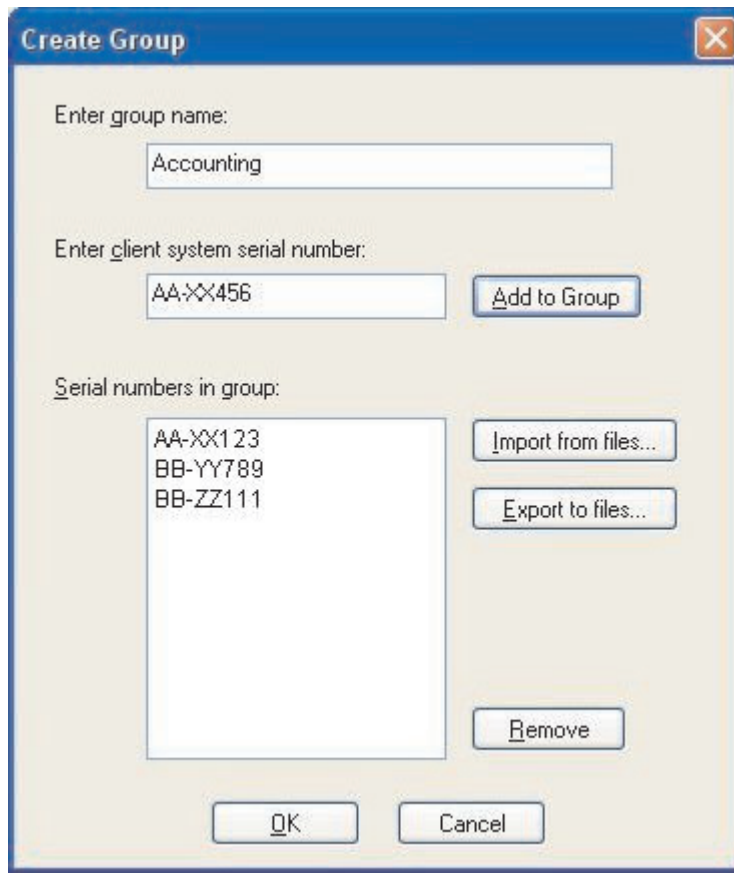 Create Group
Enter group name:
Accounting
Enter client system serial number:
AA-XX456
Add to Group
Serial numbers in group:
AA-XX123
BB-YY789
BB-ZZ111
Import from files...
Export to files...
Remove
OK
Cancel